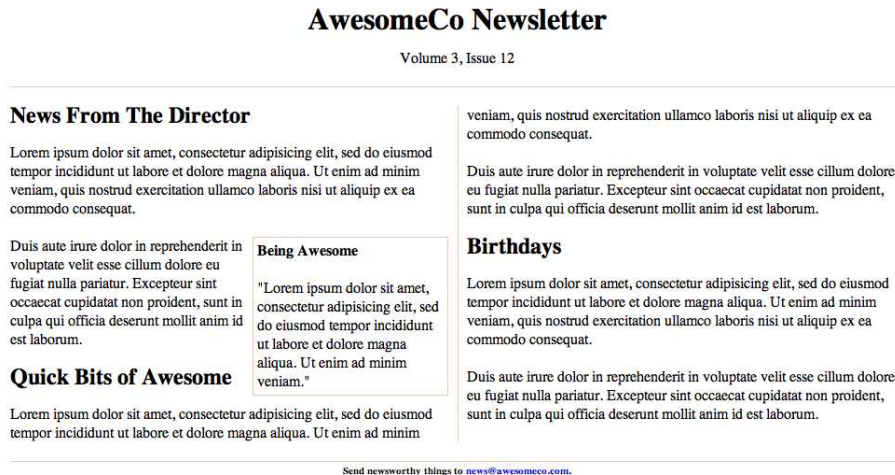 AwesomeCo Newsletter
Volume 3, Issue 12
News From The Director
Lorem ipsum dolor sit amet, consectetur adipisicing elit, sed do eiusmod
tempor incididunt ut labore et dolore magna aliqua. Ut enim ad minim
veniam, quis nostrud exercitation ullamco laboris nisi ut aliquip ex ea
commodo consequat.
Duis aute irure dolor in reprehenderit in
voluptate velit esse cillum dolore eu
fugiat nulla pariatur. Excepteur sint
occaecat cupidatat non proident, sunt in
culpa qui officia deserunt mollit anim id
est laborum.
Being Awesome
"Lorem ipsum dolor sit amet,
consectetur adipisicing elit, sed
do eiusmod tempor incididunt
ut labore et dolore magna
aliqua. Ut enim ad minim
veniam."
Quick Bits of Awesome
Lorem ipsum dolor sit amet, consectetur adipisicing elit, sed do eiusmod
tempor incididunt ut labore et dolore magna aliqua. Ut enim ad minim
veniam, quis nostrud exercitation ullamco laboris nisi ut aliquip ex ea
commodo consequat.
Duis aute irure dolor in reprehenderit in voluptate velit esse cillum dolore
eu fugiat nulla pariatur. Excepteur sint occaecat cupidatat non proident,
sunt in culpa qui officia deserunt mollit anim id est laborum.
Birthdays
Lorem ipsum dolor sit amet, consectetur adipisicing elit, sed do eiusmod
tempor incididunt ut labore et dolore magna aliqua. Ut enim ad minim
veniam, quis nostrud exercitation ullamco laboris nisi ut aliquip ex ea
commodo consequat.
Duis aute irure dolor in reprehenderit in voluptate velit esse cillum dolore
eu fugiat nulla pariatur. Excepteur sint occaecat cupidatat non proident,
sunt in culpa qui officia deserunt mollit anim id est laborum.
Send newsworthy things to news@awesomeco.com.